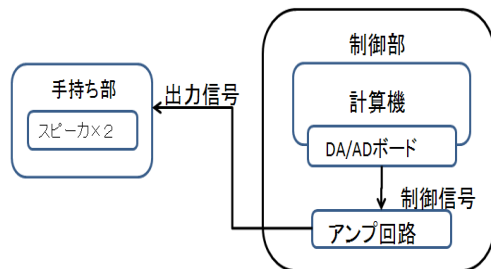 制御部
手持ち部
出力信号
計算機
スピーカ×2
DA/ADボード
制御信号
アンプ回路